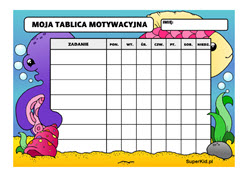 MOJA TABLICA MOTYWACYJNA
IMIĘ:
ZADANIE PON. WT. ŚR. CZW. PT. SOB. NIEDZ.
SuperKid.pl